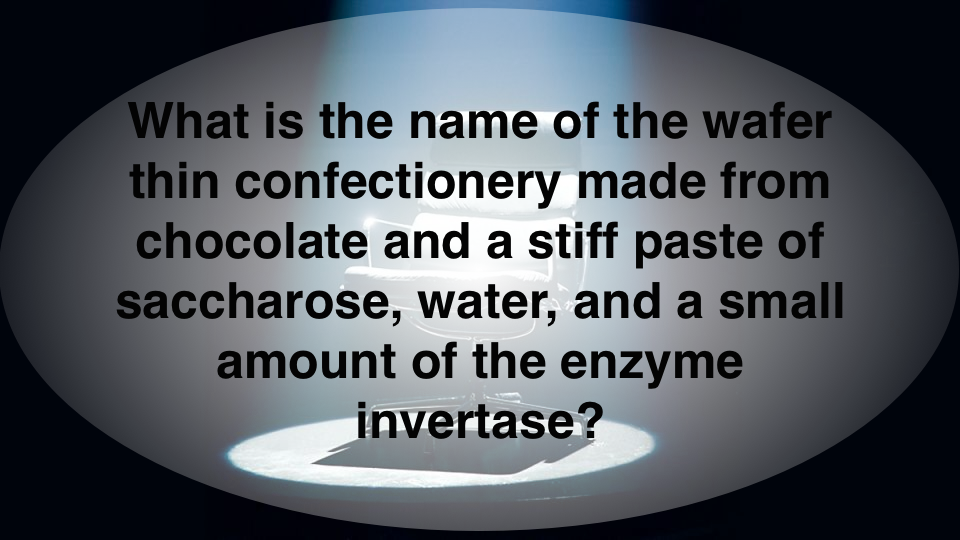 What is the name of the wafer
thin confectionery made from
chocolate and a stiff paste of
saccharose, water, and a small
amount of the enzyme
invertase?